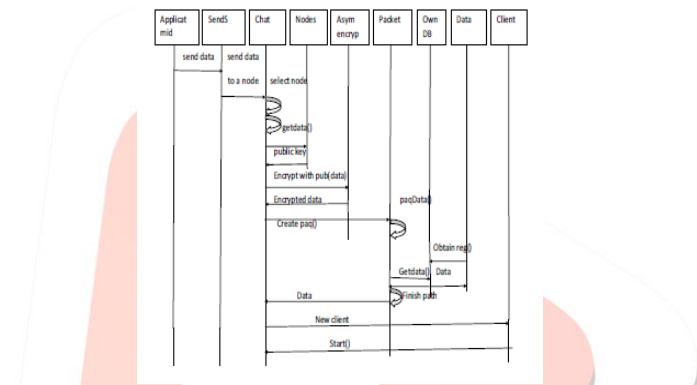 Applicat
mid
SendS
Chat
Nodes
Asym
encryp
Packet
Own
DB
Data
Client
send data
send data
to a node
select node
getdata()
public key
Encrypt with pub(data)
Encrypted data
paqData()
Create paq()
Obtain reg()
Getdata()
Data
Finish path
Data
New client
Start()